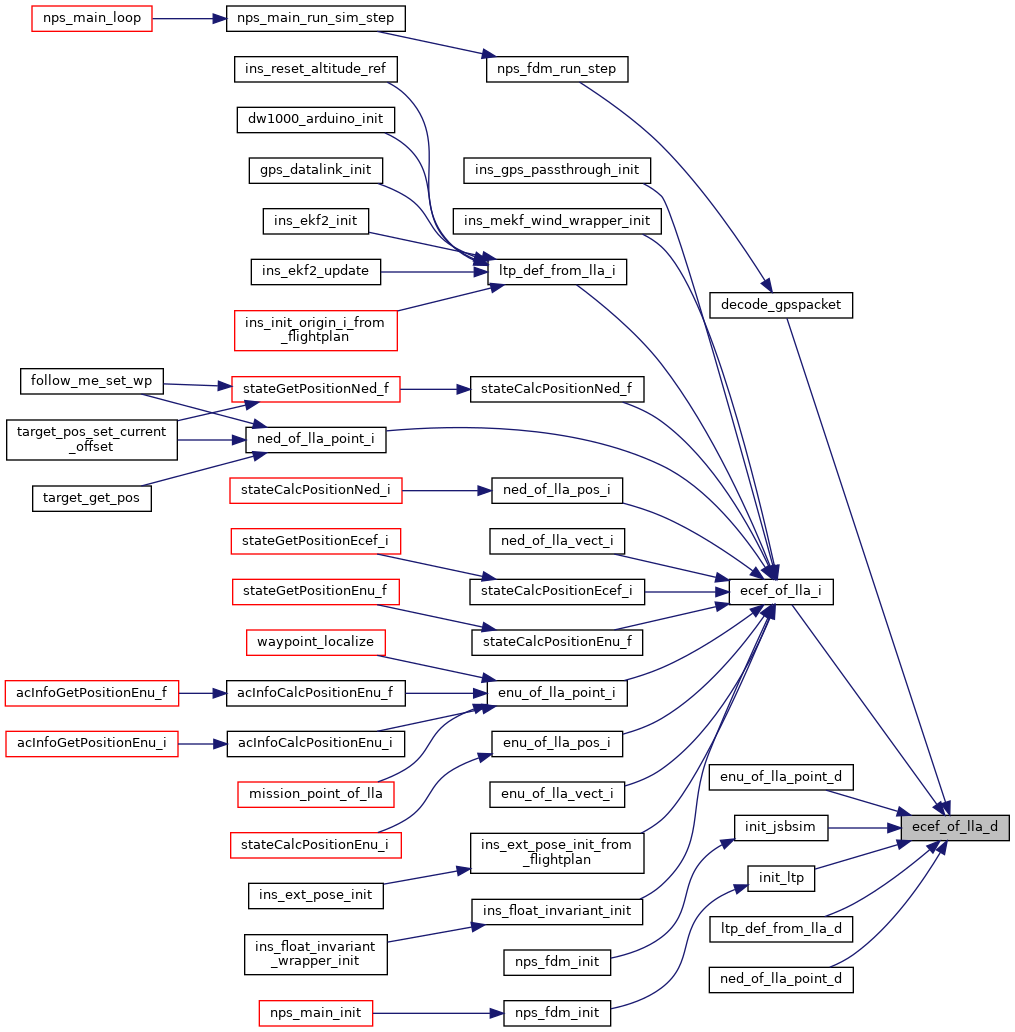 nps_main_loop
nps_main_run_sim_step
ins_reset_altitude_ref
nps_fdm_run_step
dw1000_arduino_init
gps_datalink_init
ins_gps_passthrough_init
ins_ekf2_init
ins_mekf_wind_wrapper_init
ins_ekf2_update
ltp_def_from_lla_i
decode_gpspacket
ins_init_origin_i_from
_flightplan
follow_me_set_wp
stateGetPositionNed_f
stateCalcPositionNed_f
target_pos_set_current
_offset
ned_of_lla_point_i
target_get_pos
stateCalcPositionNed_i
ned_of_lla_pos_i
stateGetPositionEcef_i
ned_of_lla_vect_i
stateGetPositionEnu_f
stateCalcPositionEcef_i
ecef_of_lla_i
waypoint_localize
stateCalcPositionEnu_f
acInfoGetPositionEnu_f
acInfoCalcPositionEnu_f
enu_of_lla_point_i
acInfoGetPositionEnu_i
acInfoCalcPositionEnu_i
enu_of_lla_pos_i
enu_of_lla_point_d
mission_point_of_lla
enu_of_lla_vect_i
init_jsbsim
ecef_of_lla_d
stateCalcPositionEnu_i
ins_ext_pose_init_from
_flightplan
init_ltp
ins_ext_pose_init
ins_float_invariant_init
ltp_def_from_lla_d
ins_float_invariant
_wrapper_init
nps_fdm_init
ned_of_lla_point_d
nps_main_init
nps_fdm_init